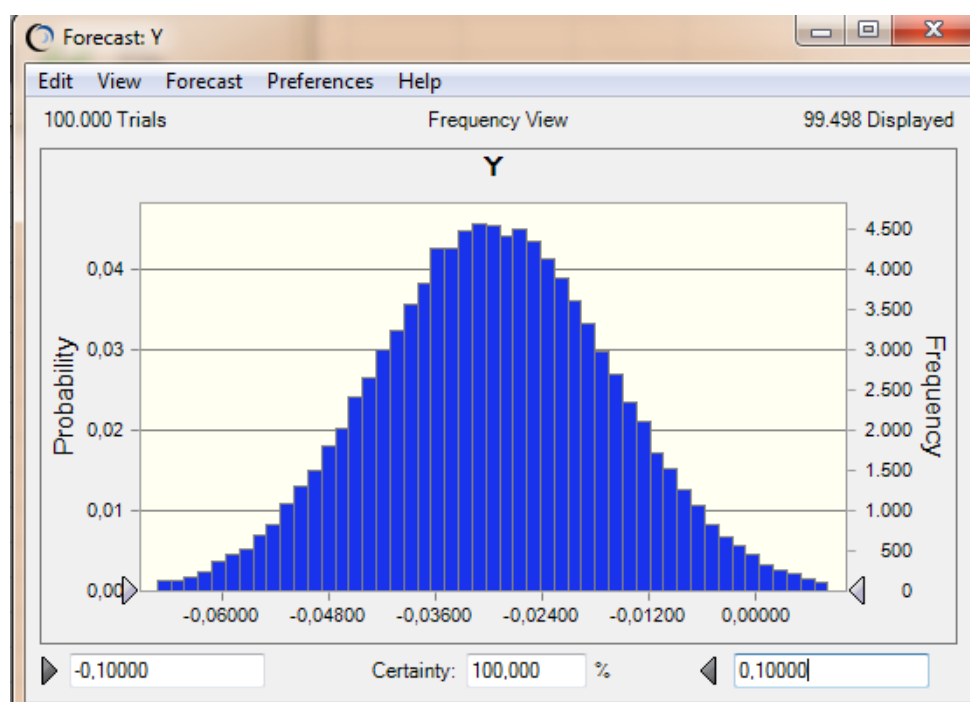 Forecast: Y
Edit View Forecast Preferences Help
100.000 Trials Frequency View 99.498 Displayed
Y
Probability
0,04
0,03
0,02
0,01
0,00
4.500
4.000
3.500
3.000
2.500
2.000
1.500
1.000
500
0
Frequency
-0,06000 -0,04800 -0,03600 -0,02400 -0,01200 0,00000
-0,10000 Certainty: 100,000 % 0,10000